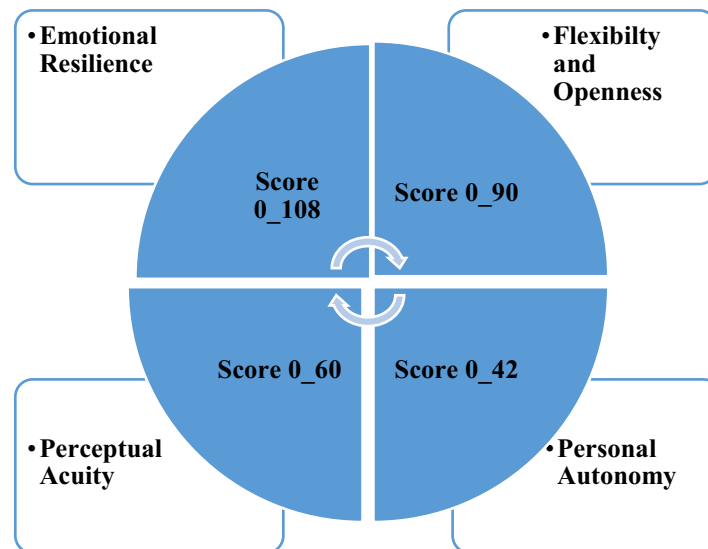 • Emotional
Resilience
• Flexibilty
and
Openness
Score
0_108
Score 0_90
Score 0_60
Score 0_42
• Perceptual
Acuity
• Personal
Autonomy